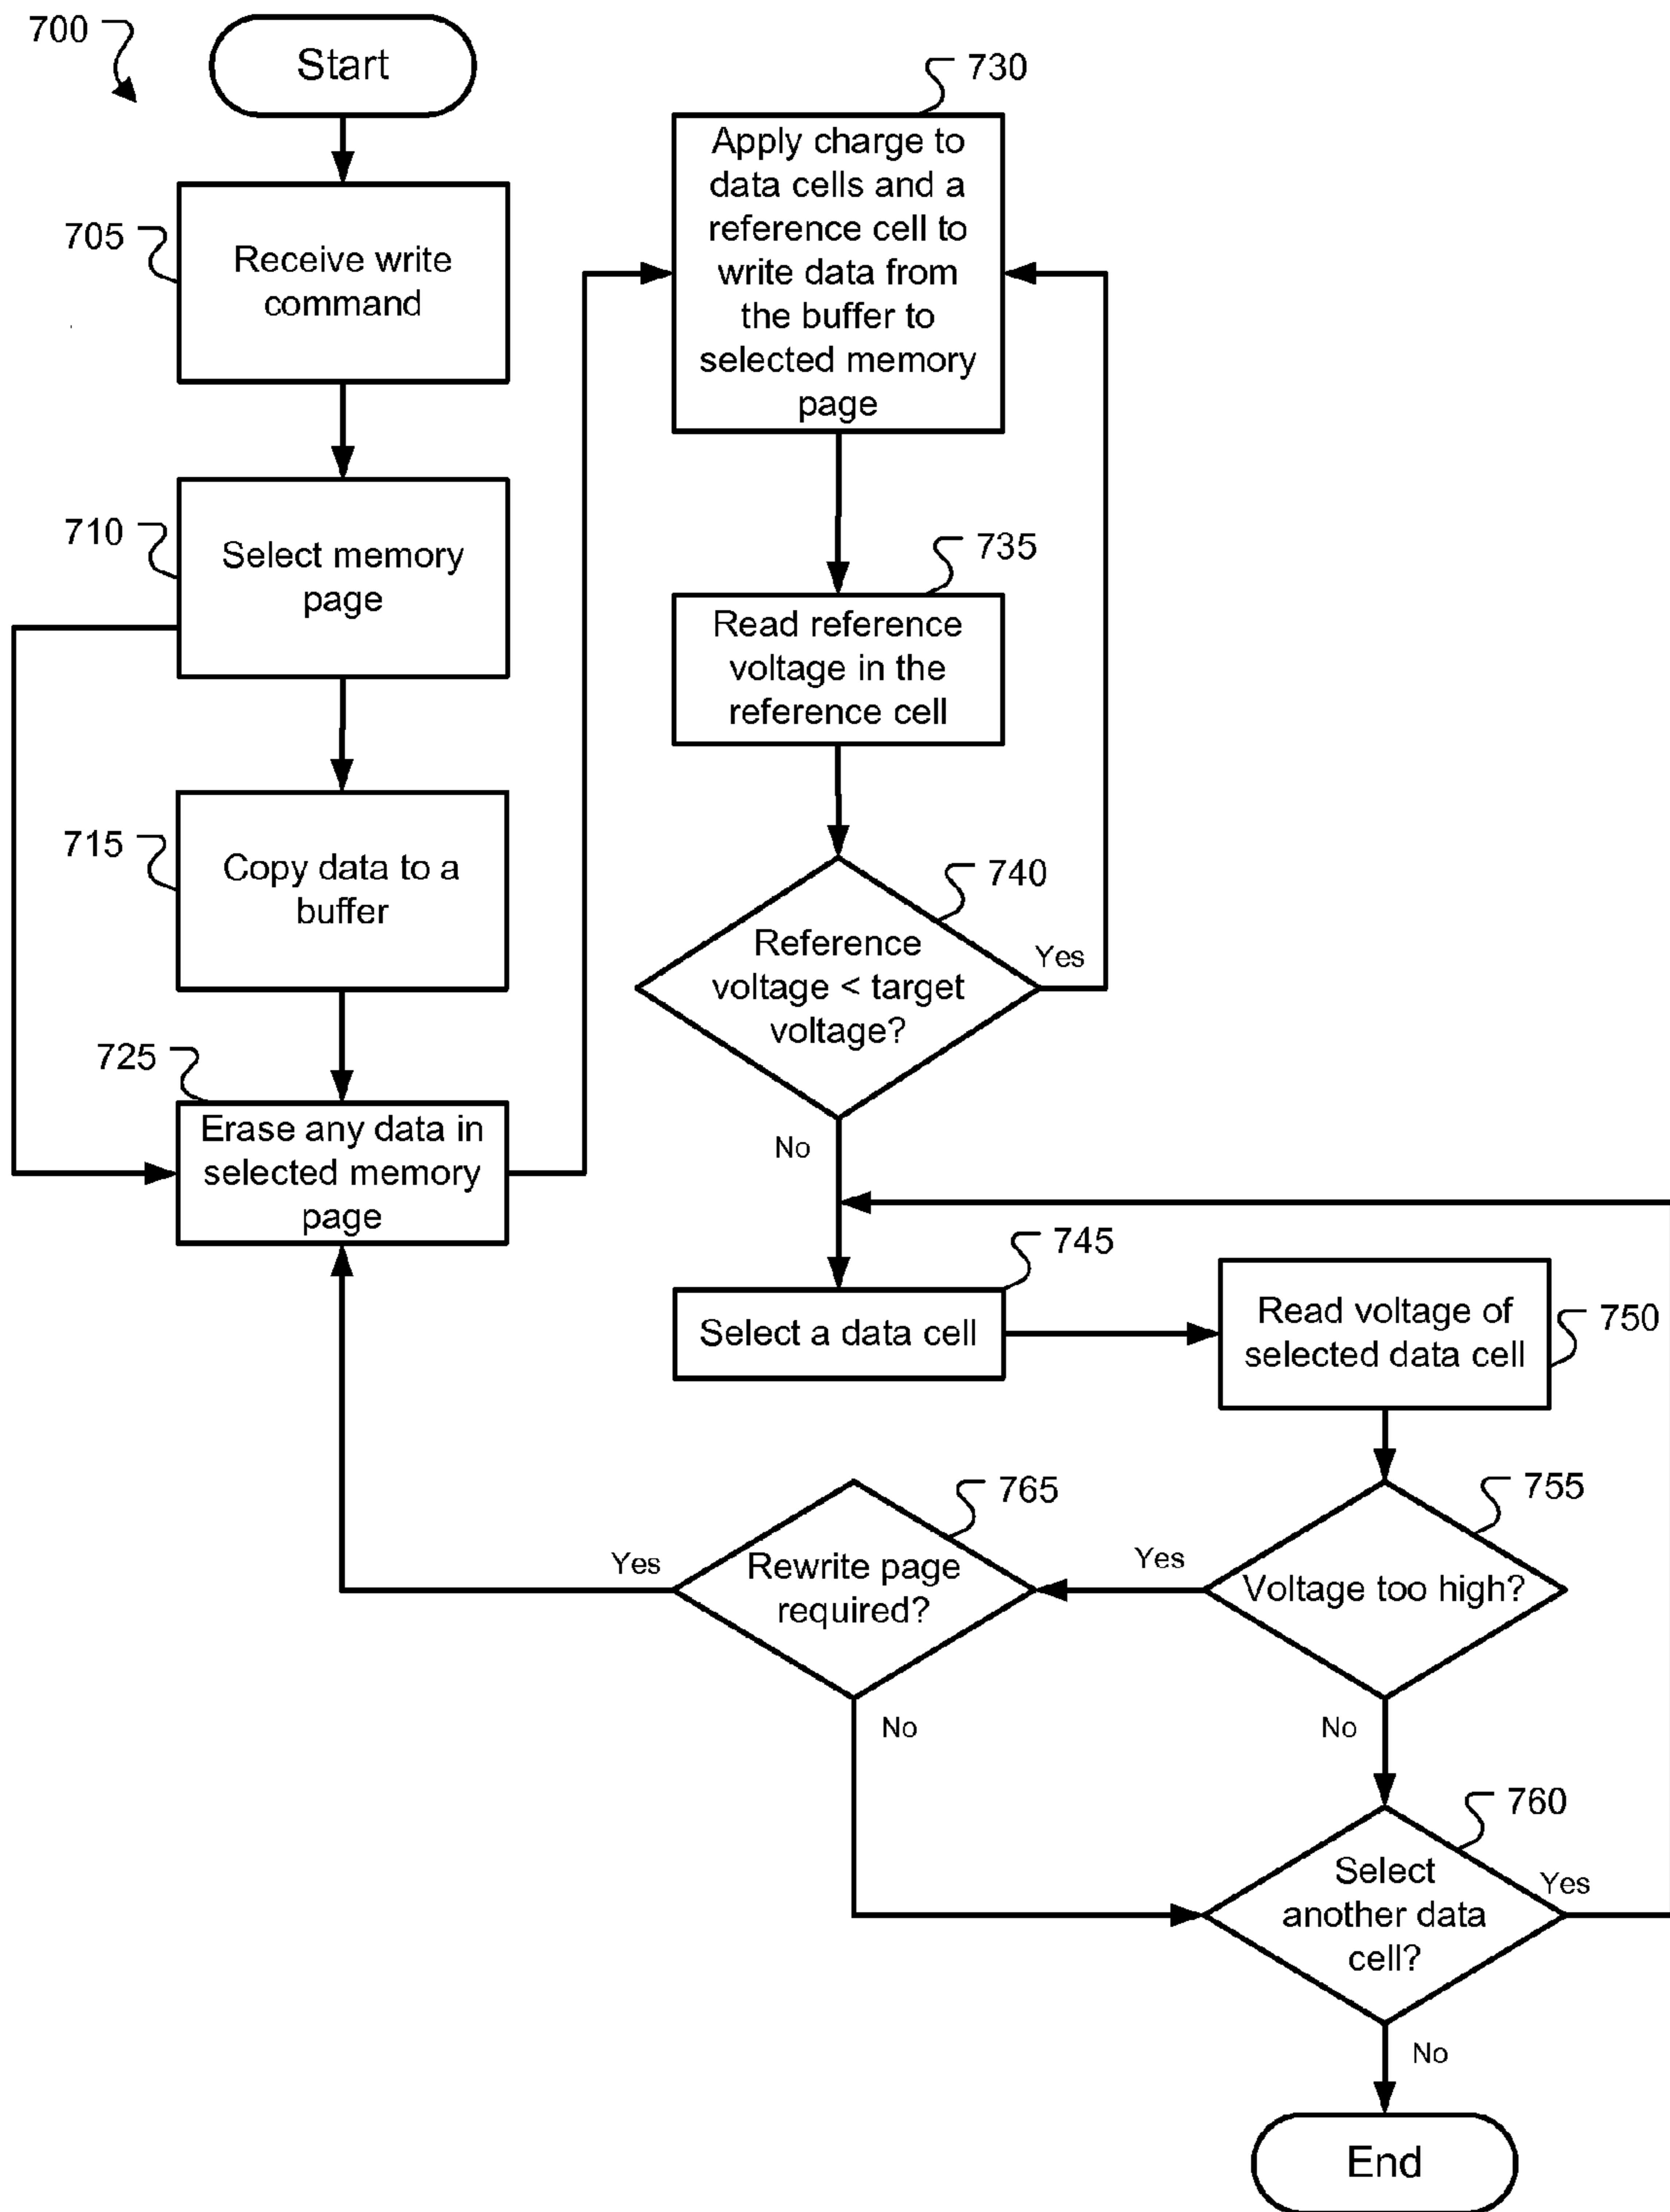 700
Start
705
Receive write
command
710
Select memory
page
715
Copy data to a
buffer
725
Erase any data in
selected memory
page
730
Apply charge to
data cells and a
reference cell to
write data from
the buffer to
selected memory
page
735
Read reference
voltage in the
reference cell
740
Reference
voltage < target
voltage?
Yes
No
745
Select a data cell
Read voltage of
selected data cell
750
755
Voltage too high?
Yes
No
765
Rewrite page
required?
Yes
No
760
Select
another data
cell?
Yes
No
End